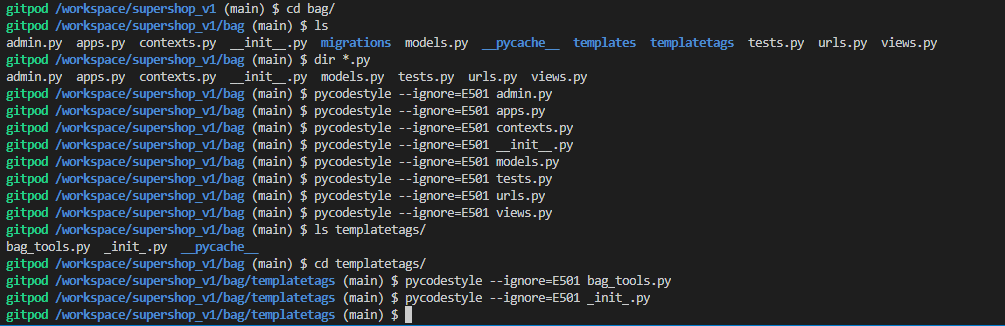 gitpod /workspace/supershop_v1 (main) $ cd bag/
gitpod /workspace/supershop_v1/bag (main) $ ls
admin.py apps.py contexts.py __init__.py migrations models.py __pycache__ templates templatetags tests.py urls.py views.py
gitpod /workspace/supershop_v1/bag (main) $ dir *.py
admin.py apps.py contexts.py __init__.py models.py tests.py urls.py views.py
gitpod /workspace/supershop_v1/bag (main) $ pycodestyle --ignore=E501 admin.py
gitpod /workspace/supershop_v1/bag (main) $ pycodestyle --ignore=E501 apps.py
gitpod /workspace/supershop_v1/bag (main) $ pycodestyle --ignore=E501 contexts.py
gitpod /workspace/supershop_v1/bag (main) $ pycodestyle --ignore=E501 __init__.py
gitpod /workspace/supershop_v1/bag (main) $ pycodestyle --ignore=E501 models.py
gitpod /workspace/supershop_v1/bag (main) $ pycodestyle --ignore=E501 tests.py
gitpod /workspace/supershop_v1/bag (main) $ pycodestyle --ignore=E501 urls.py
gitpod /workspace/supershop_v1/bag (main) $ pycodestyle --ignore=E501 views.py
gitpod /workspace/supershop_v1/bag (main) $ ls templatetags/
bag_tools.py _init_.py __pycache__
gitpod /workspace/supershop_v1/bag (main) $ cd templatetags/
gitpod /workspace/supershop_v1/bag/templatetags (main) $ pycodestyle --ignore=E501 bag_tools.py
gitpod /workspace/supershop_v1/bag/templatetags (main) $ pycodestyle --ignore=E501 _init_.py
gitpod /workspace/supershop_v1/bag/templatetags (main) $